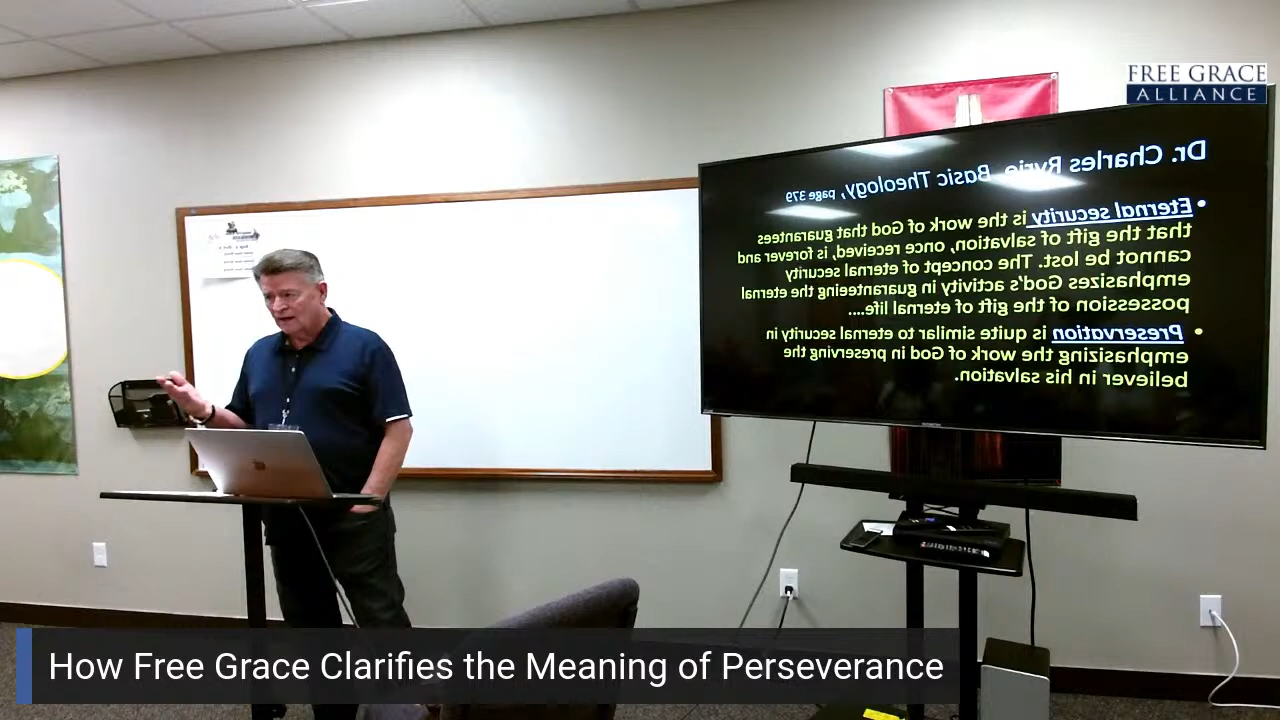 FREE GRACE
ALLIANCE
Dr. Charles Ryrie, Basic Theology, page 379
• Eternal security is the work of God that guarantees
that the gift of salvation, once received, is forever and
cannot be lost. The concept of eternal security
emphasizes God's activity in guaranteeing the eternal
possession of the gift of eternal life....
• Preservation is quite similar to eternal security in
emphasizing the work of God in preserving the
believer in his salvation.
How Free Grace Clarifies the Meaning of Perseverance